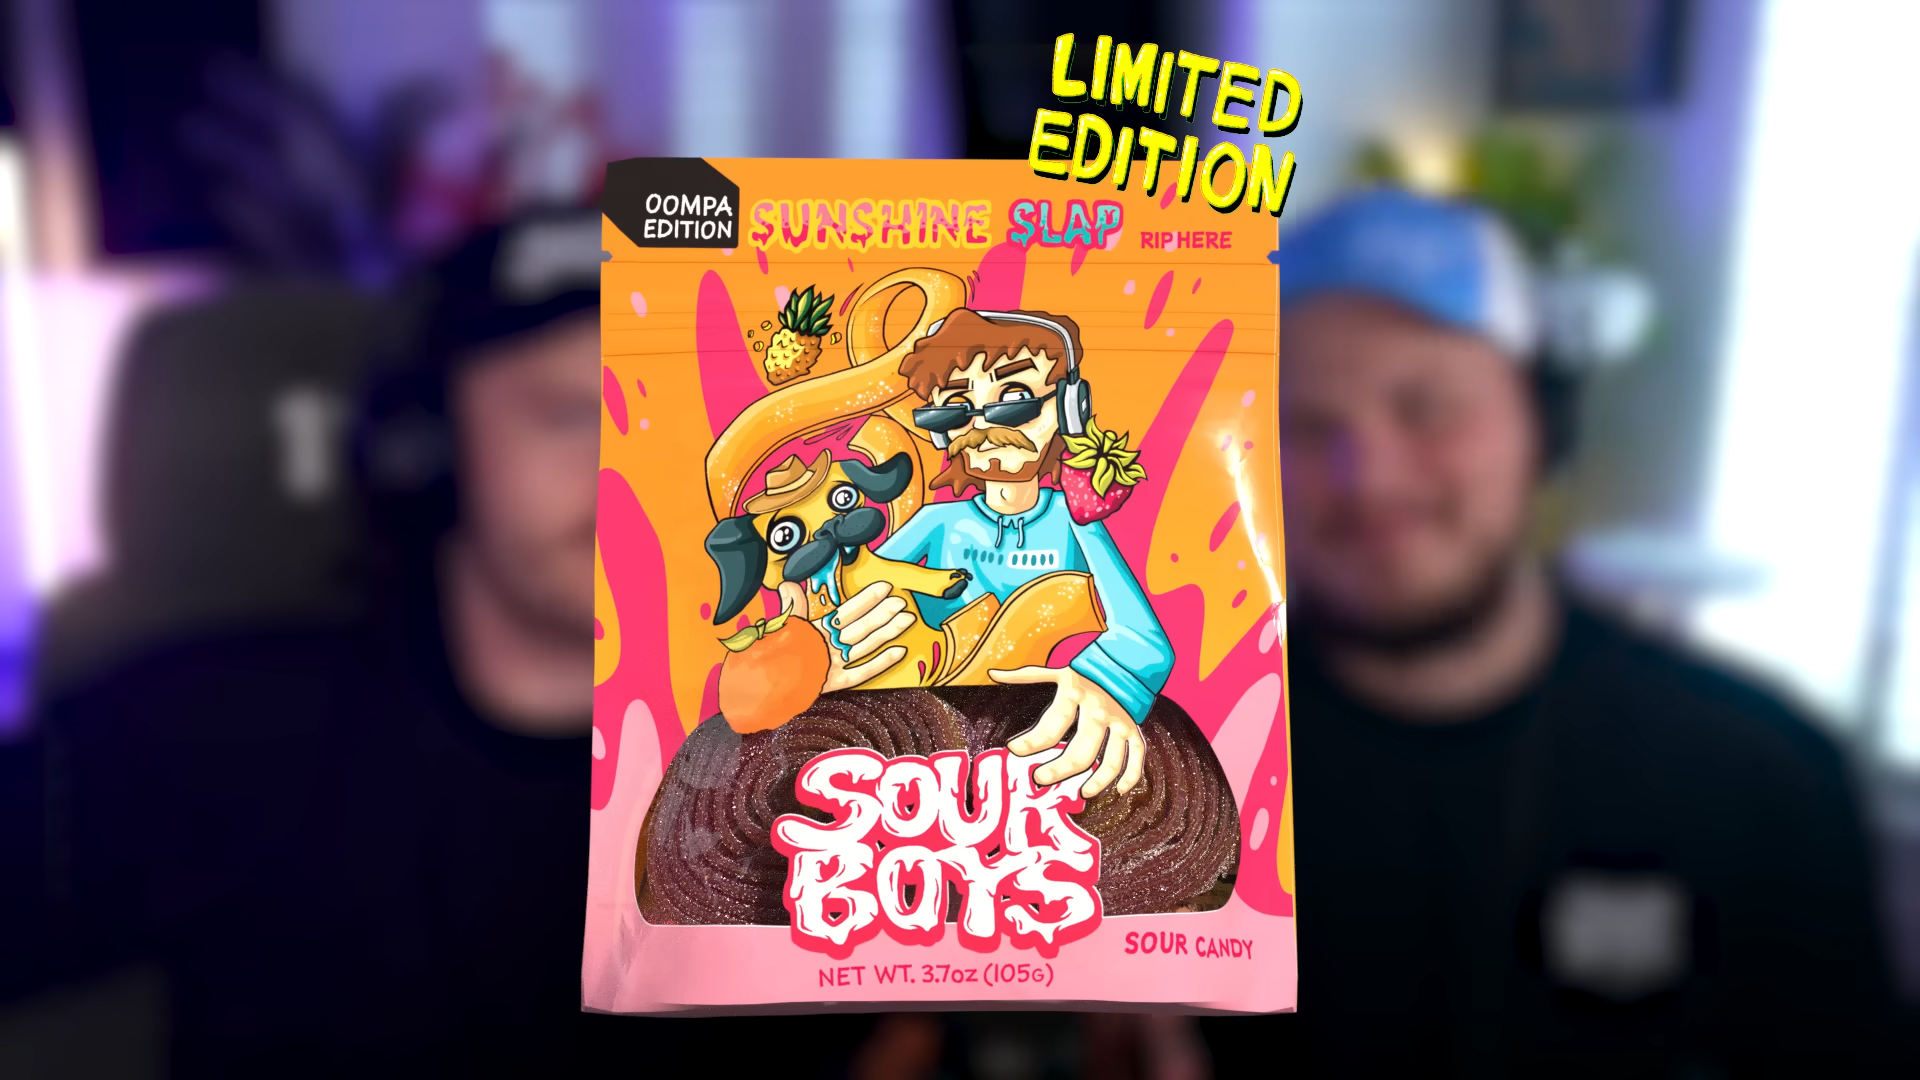 LIMITED
EDITION
OOMPA
EDITION
SUNSHINE SLAP
RIP HERE
SOUR
BOYS
SOUR CANDY
NET WT. 3.7oz (105G)